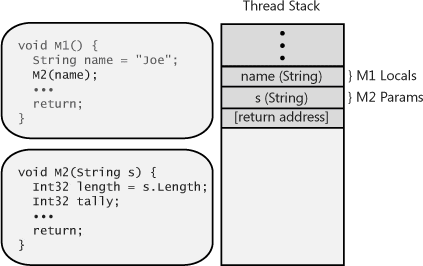 Thread Stack
void M1() {
String name = "Joe";
M2(name);
•••
return;
}
name (String)
} M1 Locals
s (String)
} M2 Params
[return address]
void M2(String s) {
Int32 length = s.Length;
Int32 tally;
•••
return;
}